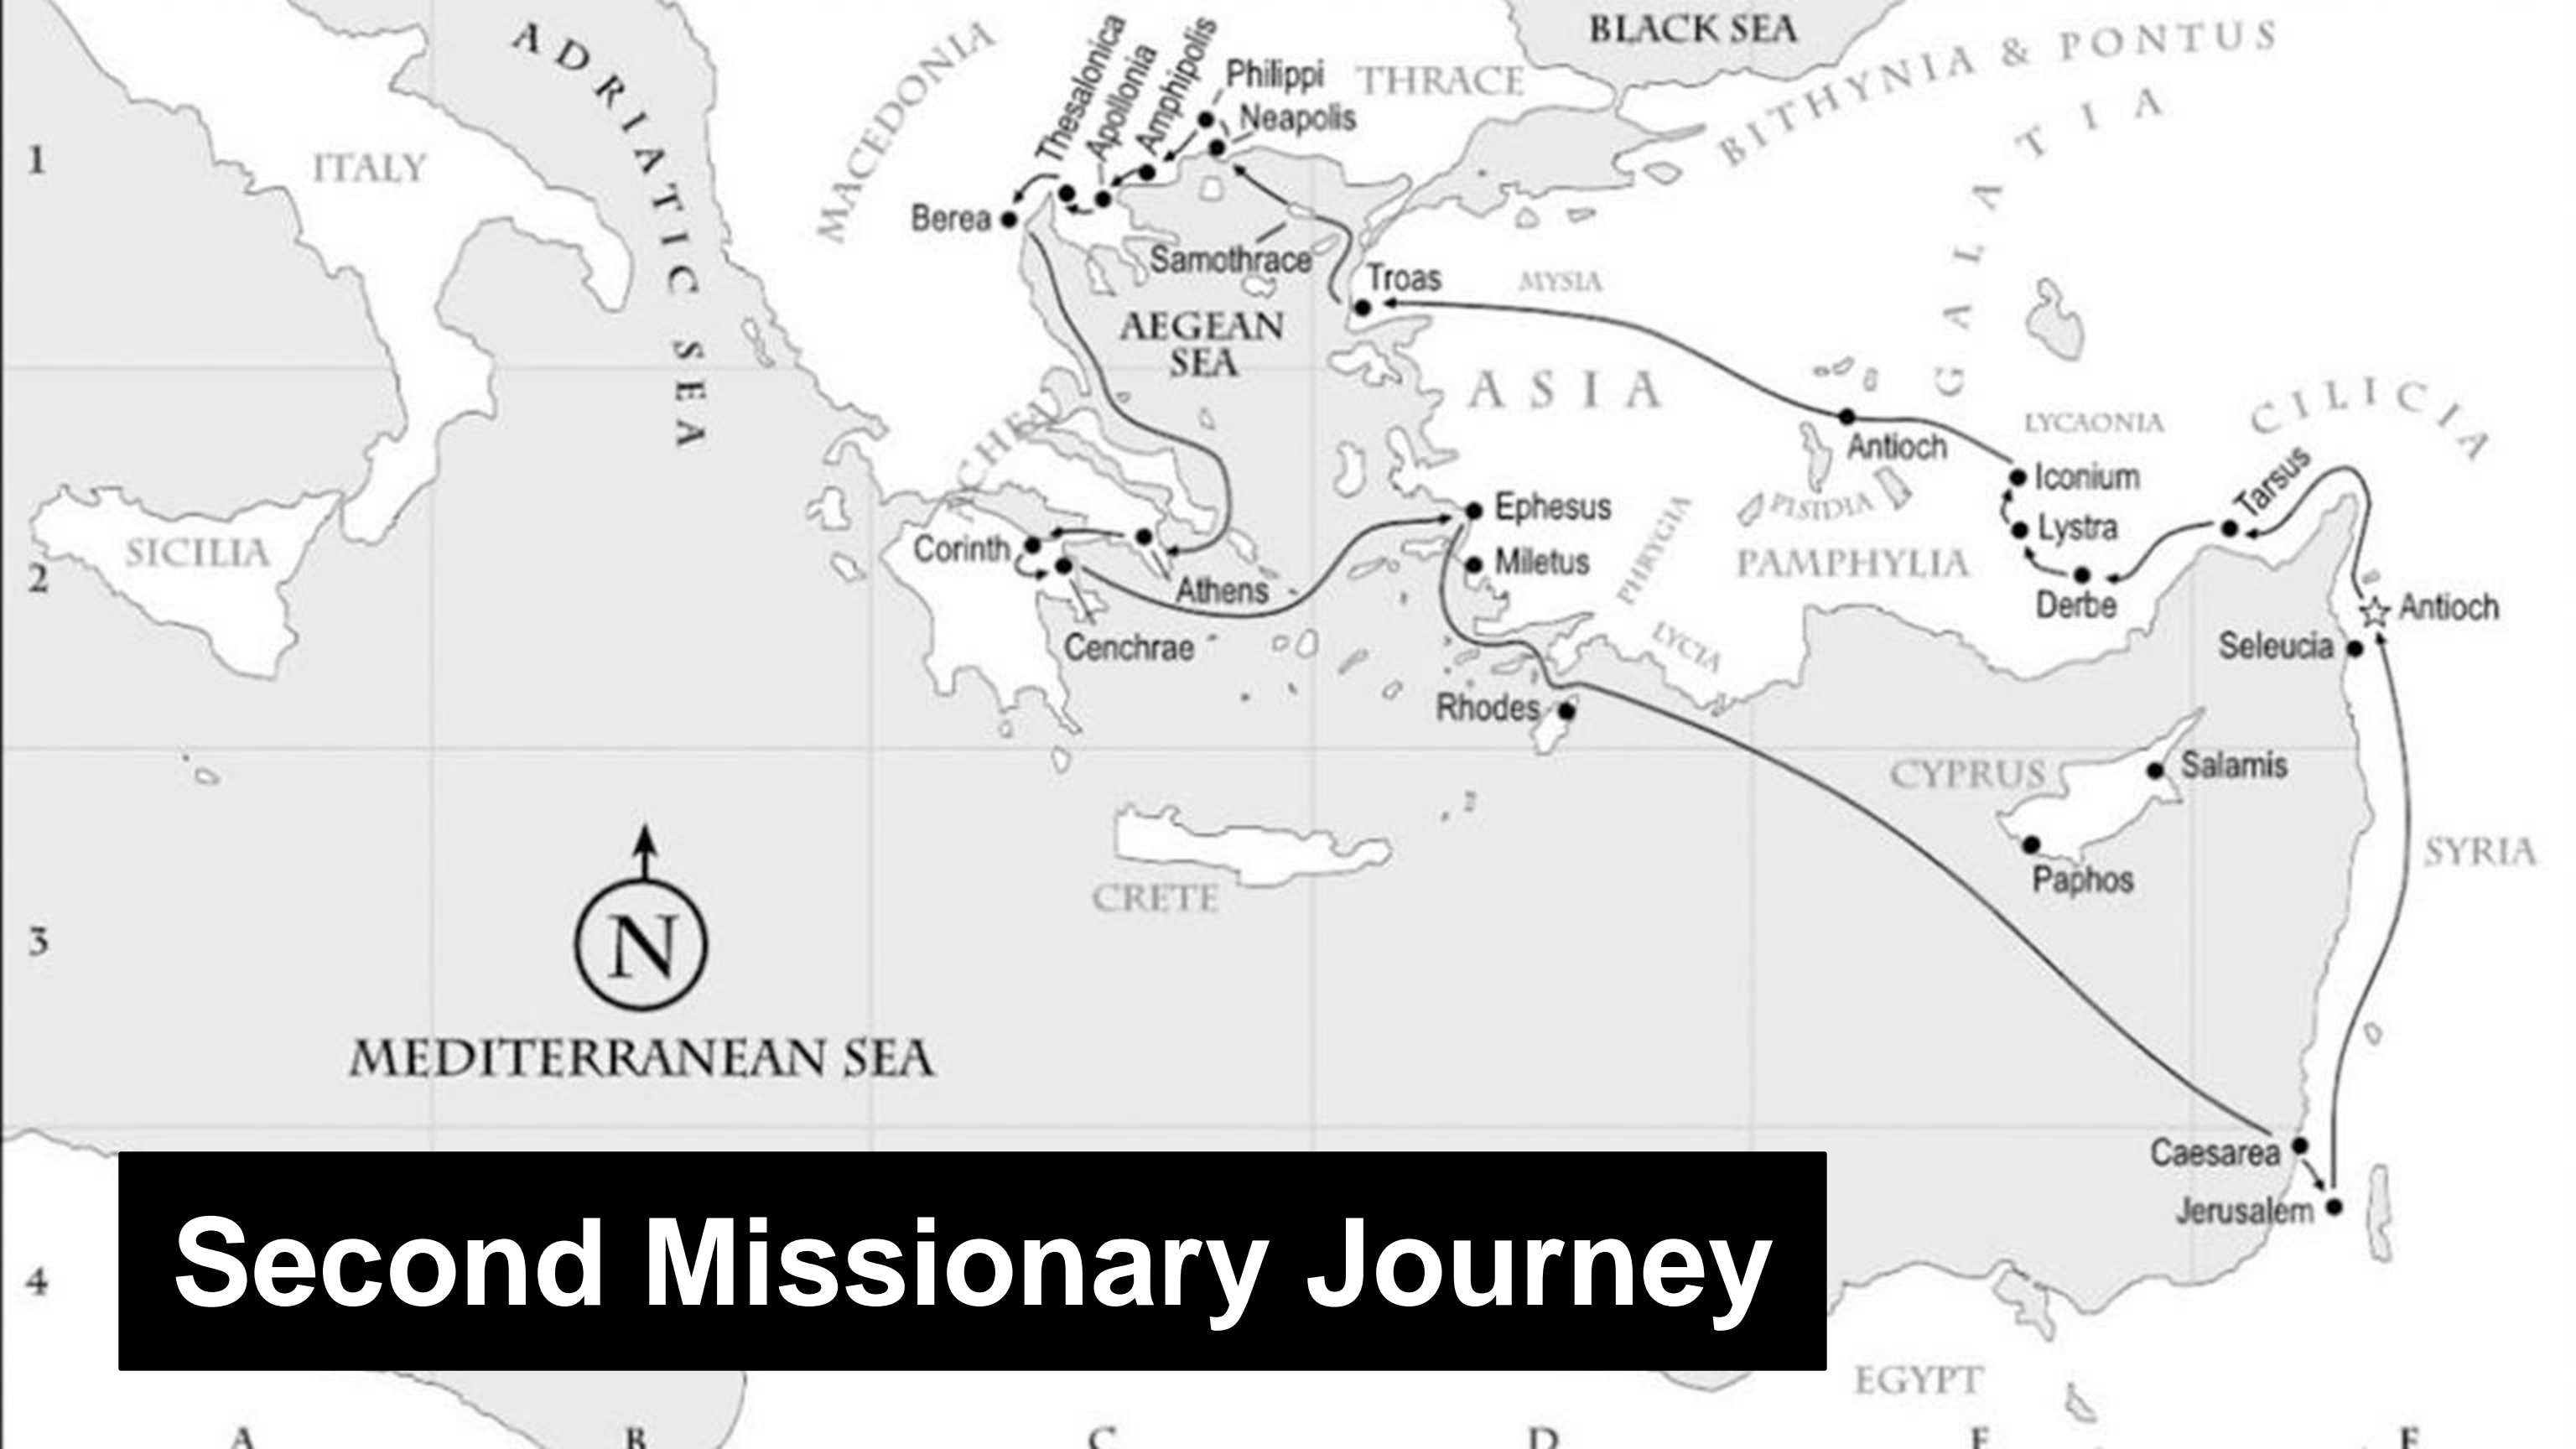 BLACK SEA
ADRIATIC SEA
MACEDONIA
Thesalonica
Apollonia
Amphipolis
Philippi
Neapolis
THRACE
BITHYNIA & PONTUS
GALATIA
1
ITALY
Berea
Samothrace
Troas
MYSIA
AEGEAN
SEA
ASIA
LYCAONIA
CILICIA
Antioch
ACHEA
Iconium
Tarsus
Ephesus
PISIDIA
PHRYGIA
Lystra
SICILIA
Corinth
Miletus
PAMPHYLIA
2
Athens
Derbe
Antioch
Cenchrae
LYCIA
Seleucia
Rhodes
CYPRUS
Salamis
SYRIA
Paphos
CRETE
N
3
MEDITERRANEAN SEA
Caesarea
Jerusalem
Second Missionary Journey
4
EGYPT
A
B
C
D
E
F